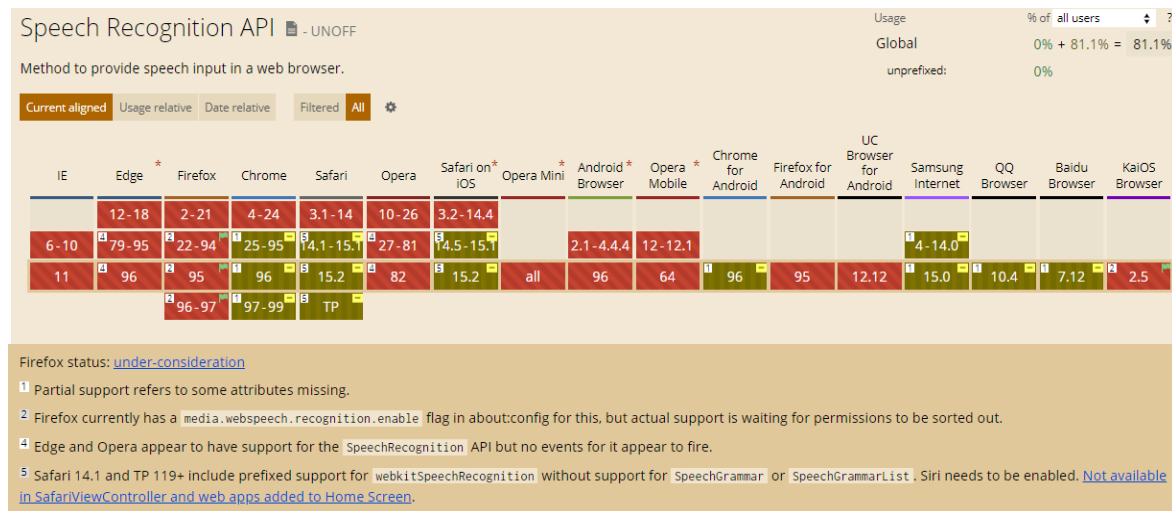 Speech Recognition API - UNOFF
Usage % of all users ?
Global 0% + 81.1% = 81.1%
Method to provide speech input in a web browser.
unprefixed: 0%
Current aligned Usage relative Date relative Filtered All
IE Edge * Firefox Chrome Safari Opera Safari on iOS * Opera Mini * Android Browser * Opera Mobile * Chrome for Android Firefox for Android UC Browser for Android Samsung Internet QQ Browser Baidu Browser KaiOS Browser
12-18 2-21 4-24 3.1-14 10-26 3.2-14.4
6-10 4 79-95 2 22-94 1 25-95 5 14.1-15.1 4 27-81 5 14.5-15.1 2.1-4.4.4 12-12.1 1 4-14.0
11 4 96 2 95 1 96 5 15.2 4 82 5 15.2 all 96 64 1 96 95 12.12 1 15.0 1 10.4 1 7.12 2 2.5
2 96-97 1 97-99 5 TP
Firefox status: under-consideration
1 Partial support refers to some attributes missing.
2 Firefox currently has a media.webspeech.recognition.enable flag in about:config for this, but actual support is waiting for permissions to be sorted out.
4 Edge and Opera appear to have support for the SpeechRecognition API but no events for it appear to fire.
5 Safari 14.1 and TP 119+ include prefixed support for webkitSpeechRecognition without support for SpeechGrammar or SpeechGrammarList. Siri needs to be enabled. Not available
in SafariViewController and web apps added to Home Screen.